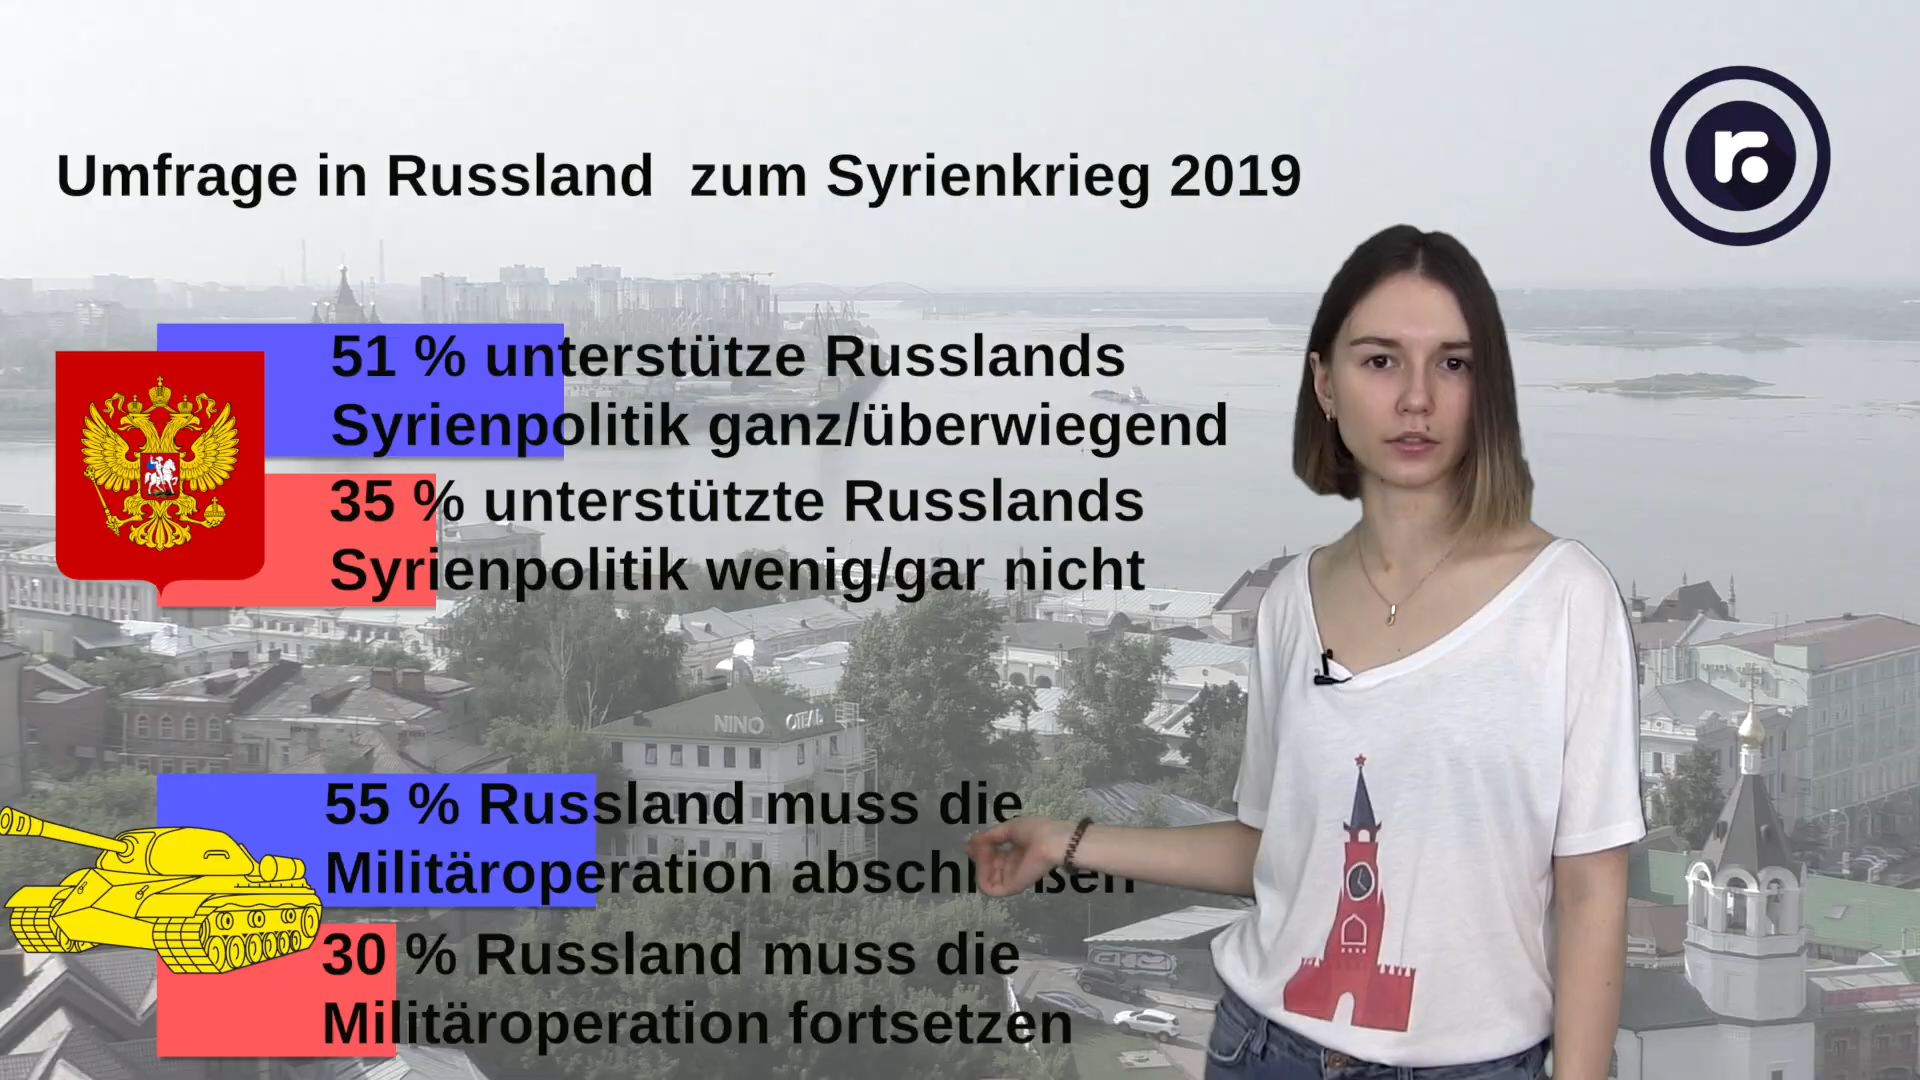 Umfrage in Russland zum Syrienkrieg 2019
51 % unterstütze Russlands
Syrienpolitik ganz/überwiegend
35 % unterstützte Russlands
Syrienpolitik wenig/gar nicht
55 % Russland muss die
Militäroperation
30 % Russland muss die
Militäroperation fortsetzen
NINO
ro